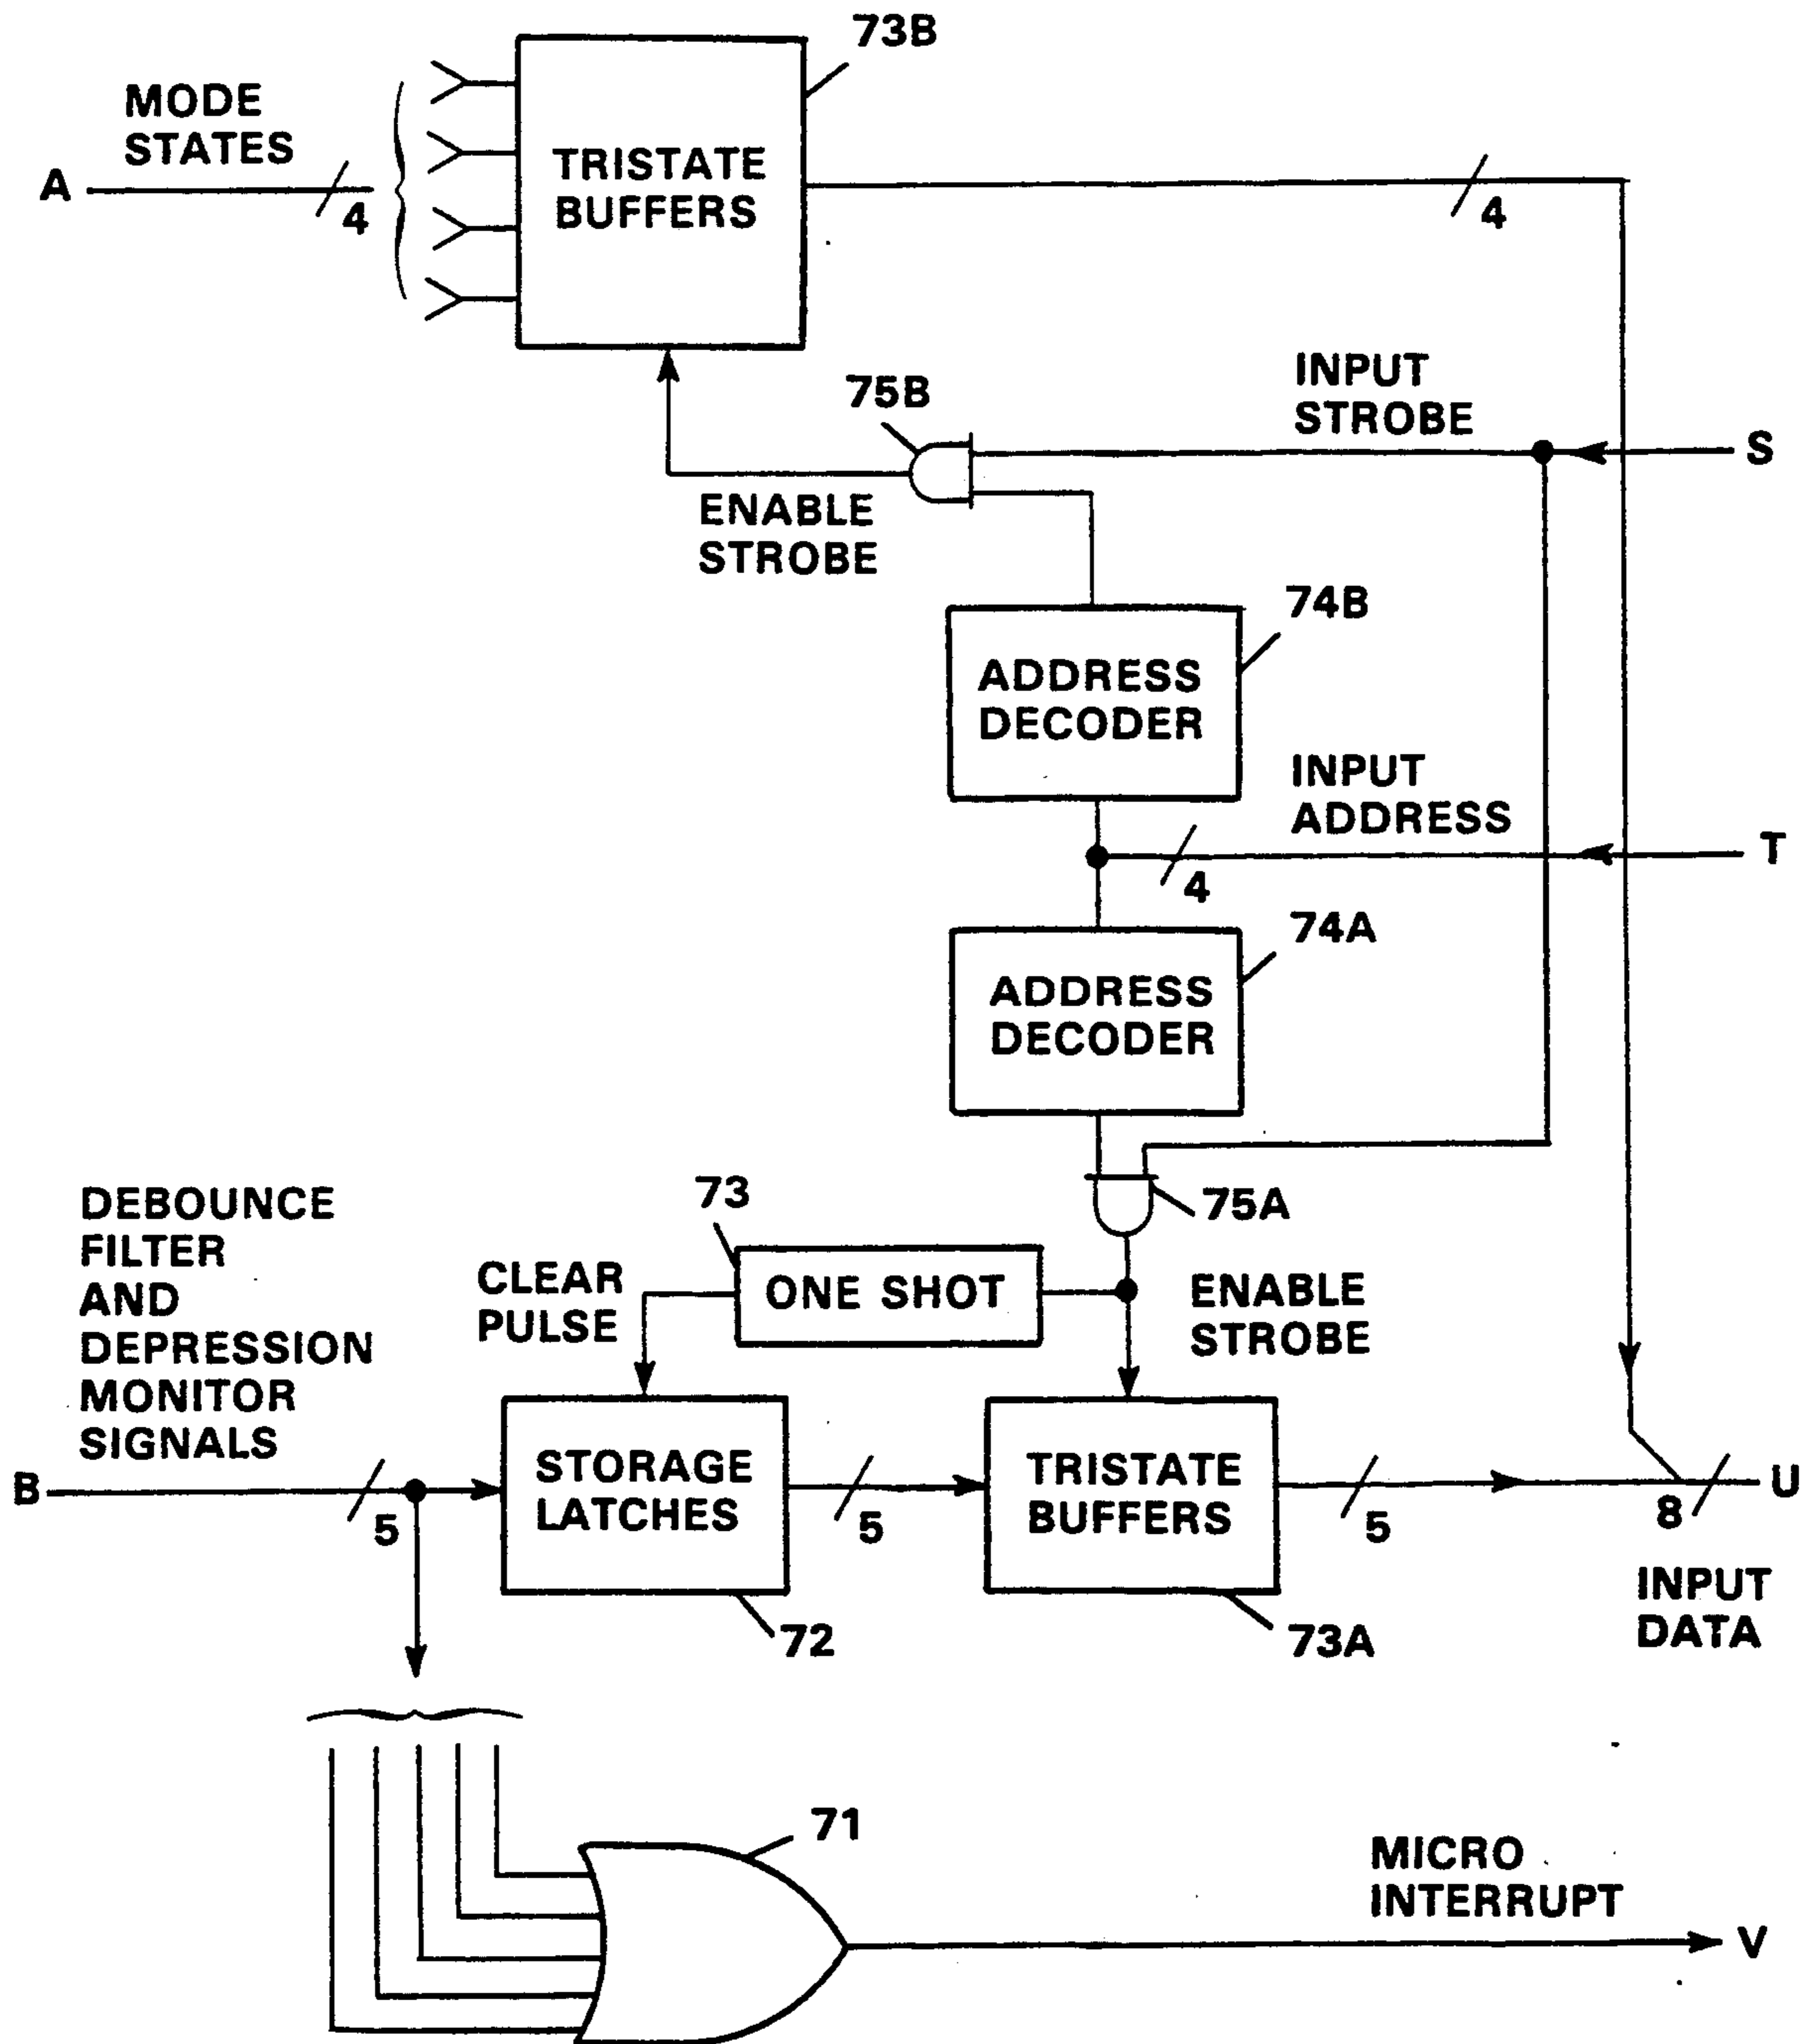 73B
MODE
STATES
A
4
TRISTATE
BUFFERS
4
75B
INPUT
STROBE
S
ENABLE
STROBE
74B
ADDRESS
DECODER
INPUT
ADDRESS
T
4
74A
ADDRESS
DECODER
75A
73
ONE SHOT
CLEAR
PULSE
ENABLE
STROBE
DEBOUNCE
FILTER
AND
DEPRESSION
MONITOR
SIGNALS
B
5
STORAGE
LATCHES
72
5
TRISTATE
BUFFERS
73A
5
8
U
INPUT
DATA
71
MICRO
INTERRUPT
V